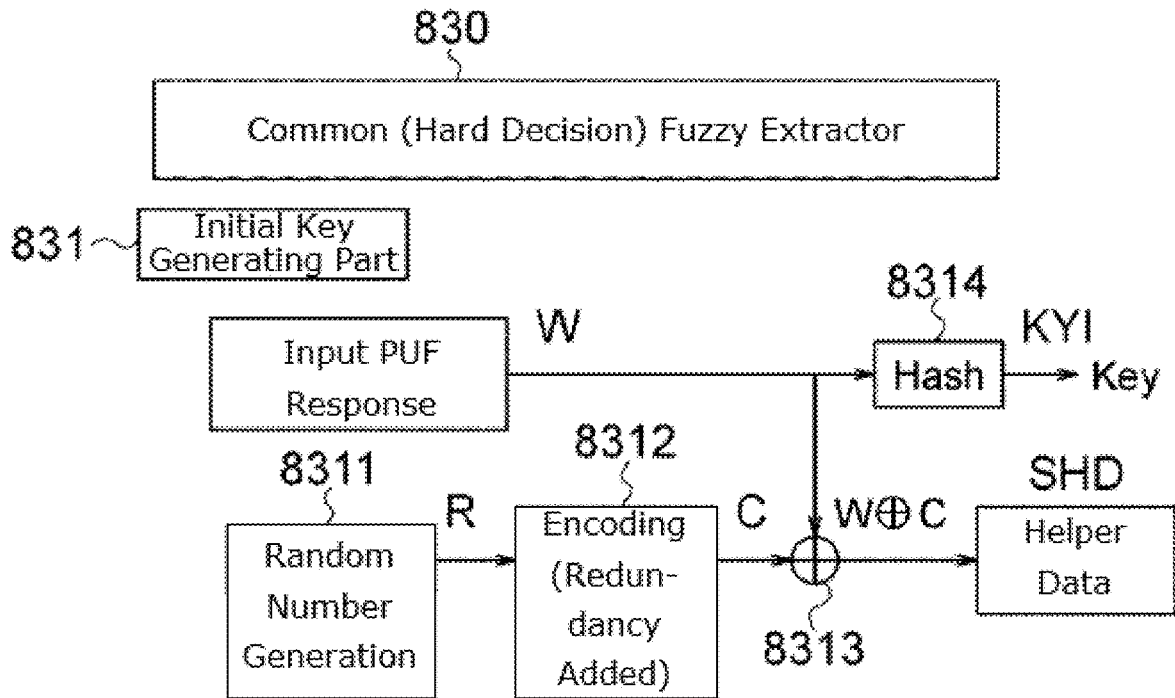 830
Common (Hard Decision) Fuzzy Extractor
831
Initial Key
Generating Part
8314
Input PUF
Response
W
Hash
KYI
Key
8311
8312
SHD
Random
Number
Generation
R
Encoding
(Redun-
dancy
Added)
C
W⊕C
8313
Helper
Data